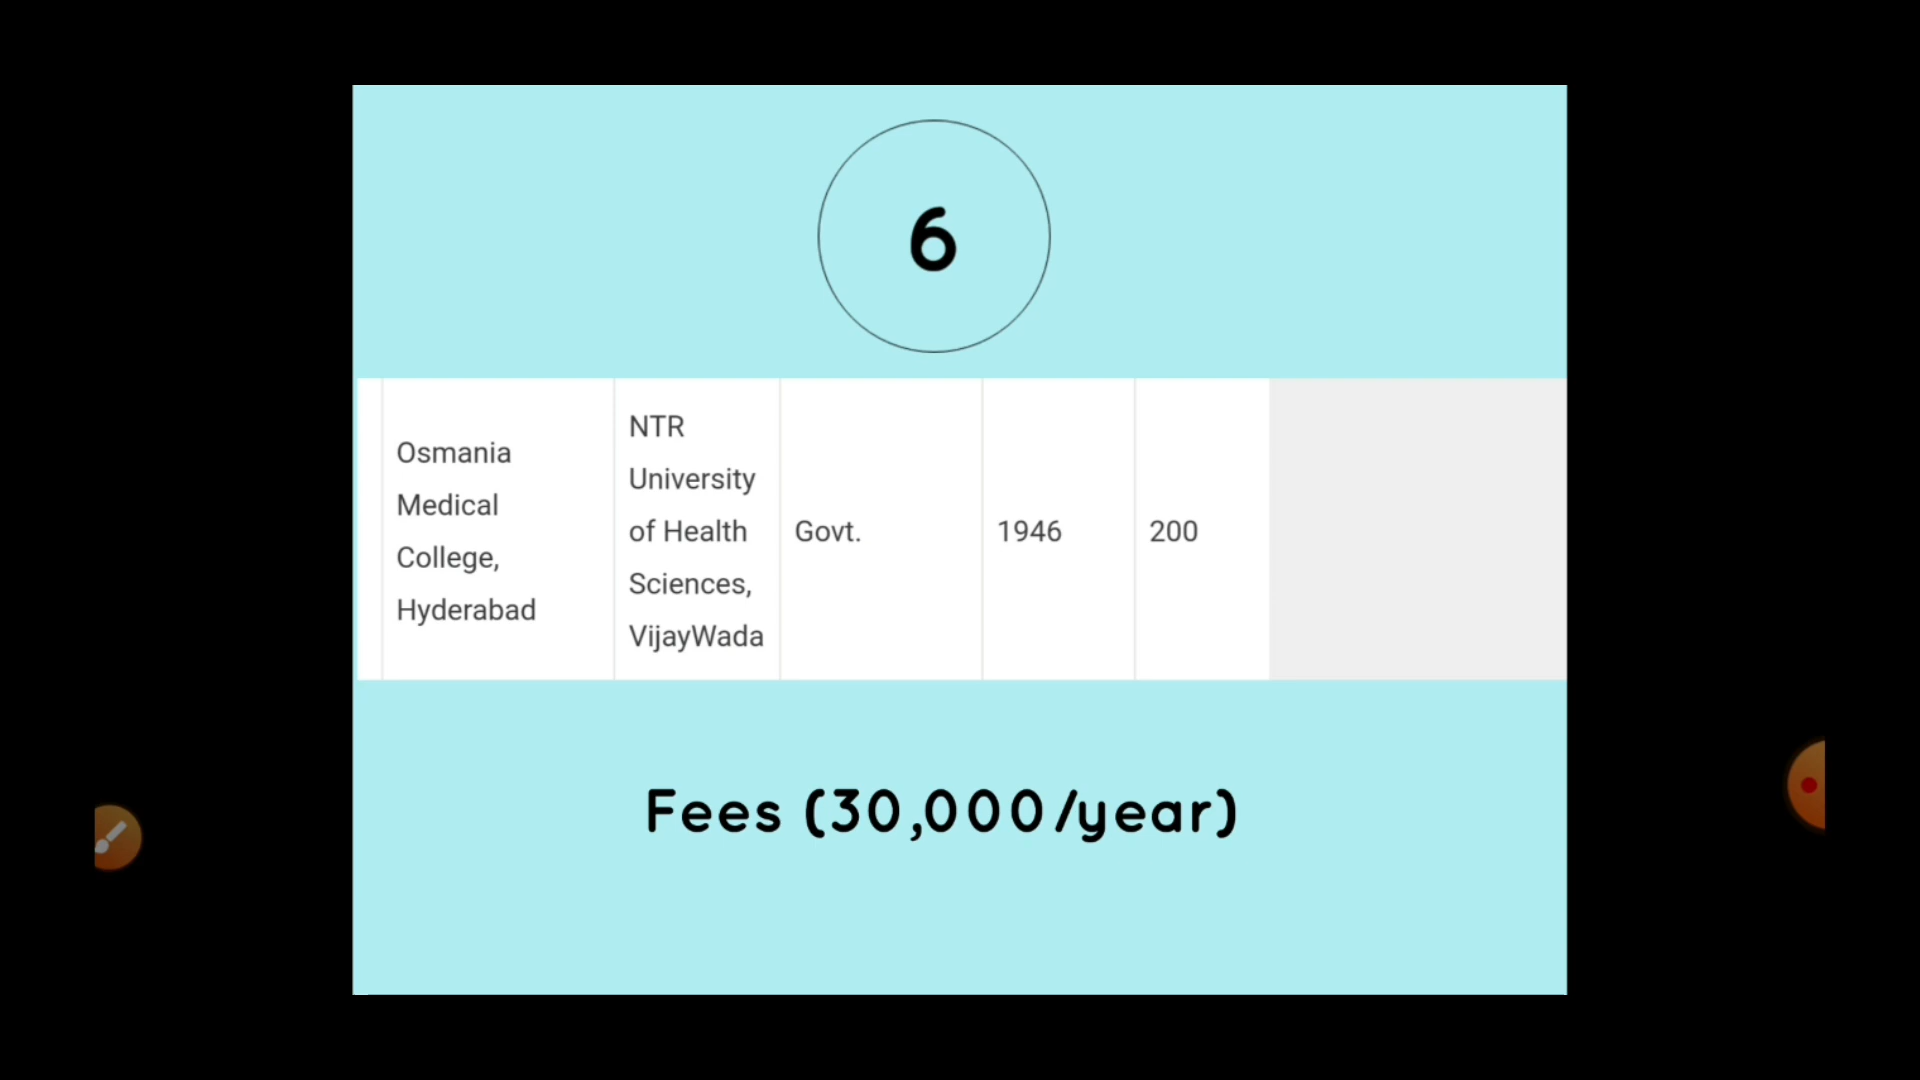 6
Osmania
Medical
College,
Hyderabad
NTR
University
of Health
Sciences,
VijayWada
Govt.
1946
200
Fees (30,000/year)